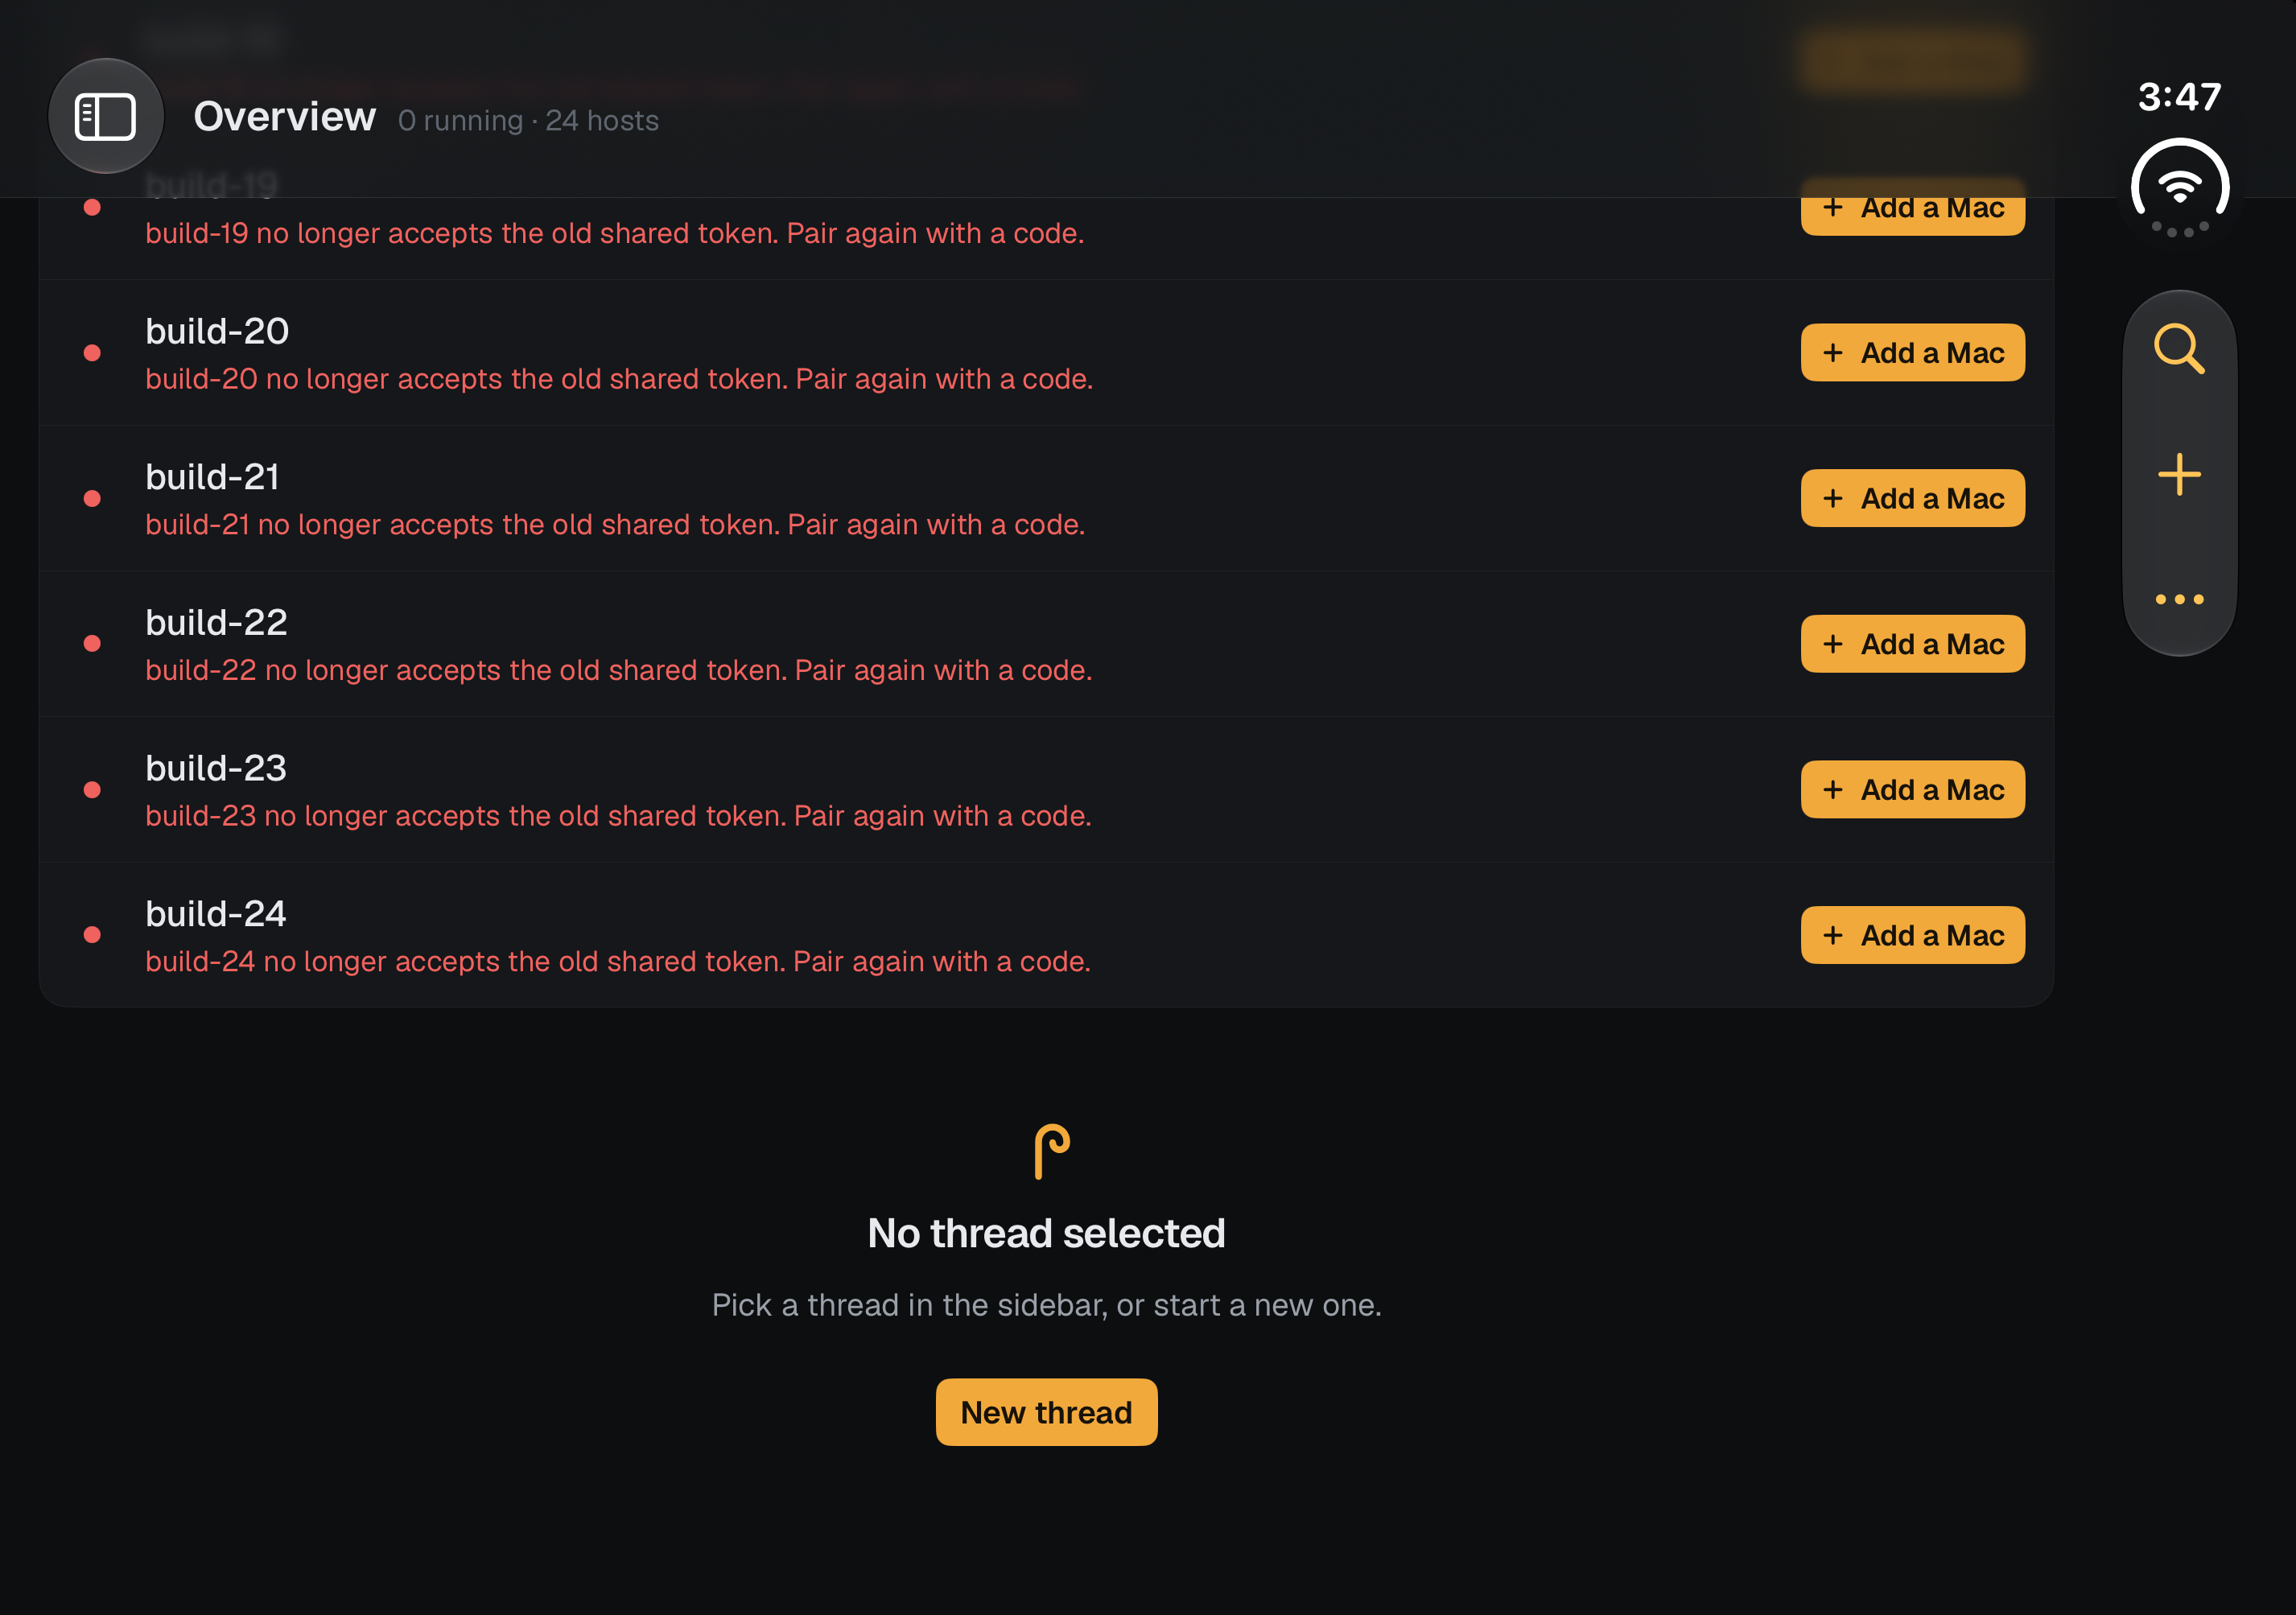 3:47
Overview 0 running · 24 hosts
build-19
build-19 no longer accepts the old shared token. Pair again with a code.
+ Add a Mac
build-20
build-20 no longer accepts the old shared token. Pair again with a code.
+ Add a Mac
build-21
build-21 no longer accepts the old shared token. Pair again with a code.
+ Add a Mac
build-22
build-22 no longer accepts the old shared token. Pair again with a code.
+ Add a Mac
build-23
build-23 no longer accepts the old shared token. Pair again with a code.
+ Add a Mac
build-24
build-24 no longer accepts the old shared token. Pair again with a code.
+ Add a Mac
No thread selected
Pick a thread in the sidebar, or start a new one.
New thread